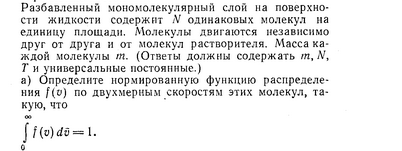 Разбавленный мономолекулярный слой на поверхно-
сти жидкости содержит N одинаковых молекул на
единицу площади. Молекулы двигаются независимо
друг от друга и от молекул растворителя. Масса ка-
ждой молекулы m. (Ответы должны содержать m, N,
T и универсальные постоянные.)
а) Определите нормированную функцию распределе-
ния f(v) по двухмерным скоростям этих молекул, та-
кую, что
∞
∫ f̄(v) dv̄ = 1.
0